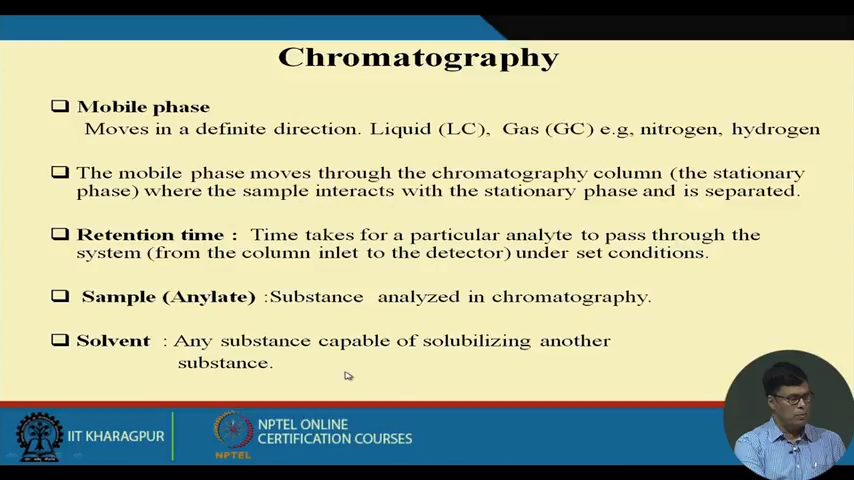 Chromatography
❑ Mobile phase
Moves in a definite direction. Liquid (LC), Gas (GC) e.g, nitrogen, hydrogen
❑ The mobile phase moves through the chromatography column (the stationary
phase) where the sample interacts with the stationary phase and is separated.
❑ Retention time : Time takes for a particular analyte to pass through the
system (from the column inlet to the detector) under set conditions.
❑ Sample (Anylate) :Substance analyzed in chromatography.
❑ Solvent : Any substance capable of solubilizing another
substance.
IIT KHARAGPUR
NPTEL
NPTEL ONLINE
CERTIFICATION COURSES